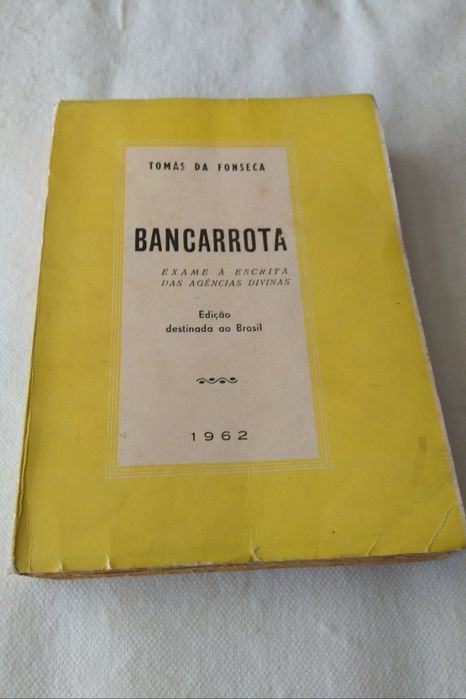 TOMÁS DA FONSECA
BANCARROTA
EXAME À ESCRITA
DAS AGÊNCIAS DIVINAS
Edição
destinada ao Brasil
1962